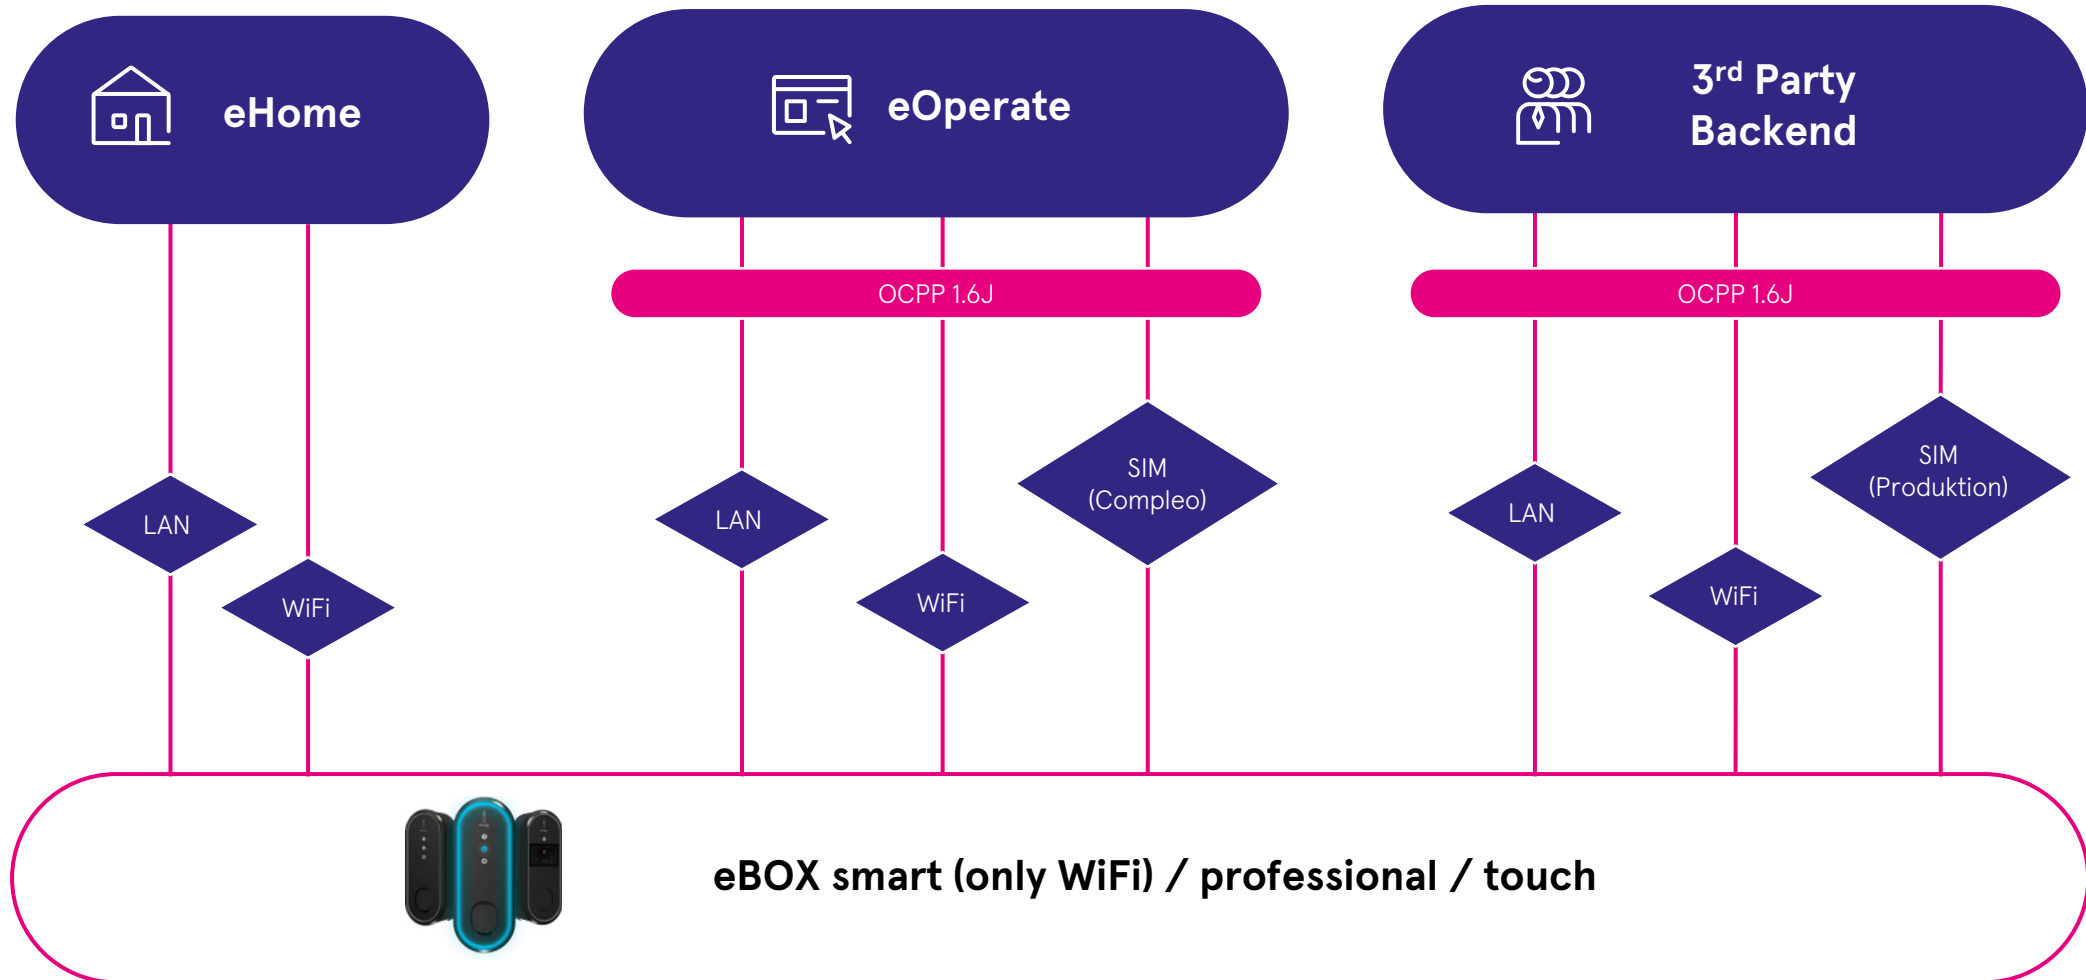 eHome
eOperate
3rd Party
Backend
OCPP 1.6J
OCPP 1.6J
LAN
WiFi
LAN
WiFi
SIM
(Compleo)
LAN
WiFi
SIM
(Produktion)
eBOX smart (only WiFi) / professional / touch